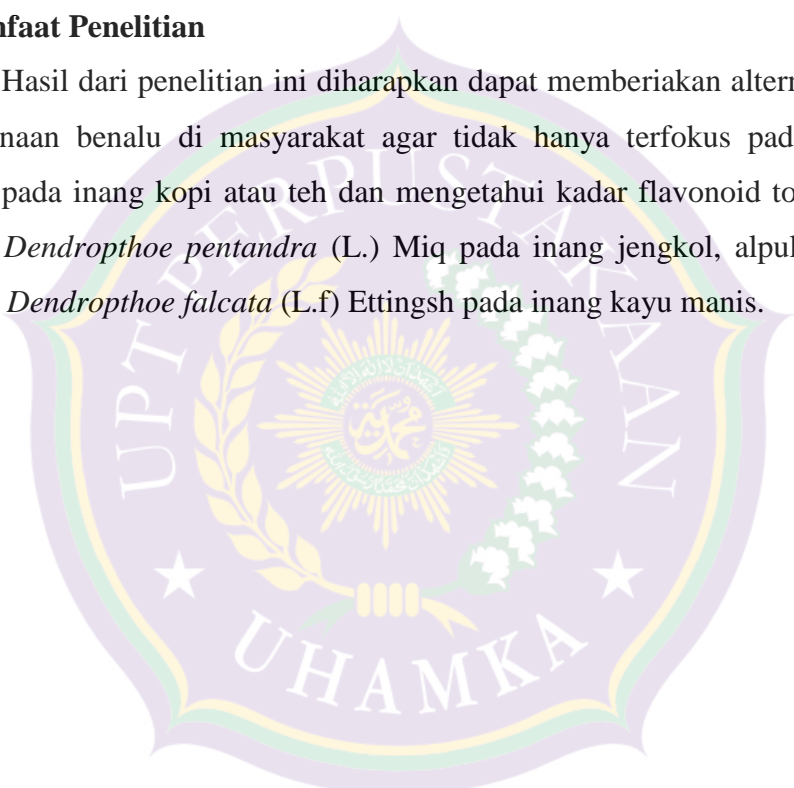 nfaat Penelitian
Hasil dari penelitian ini diharapkan dapat memberiakan altern
naan benalu di masyarakat agar tidak hanya terfokus pad
pada inang kopi atau teh dan mengetahui kadar flavonoid to
Dendropthoe pentandra (L.) Miq pada inang jengkol, alpul
Dendropthoe falcata (L.f) Ettingsh pada inang kayu manis.
UPT PERPUSTAKAAN
UHAMKA